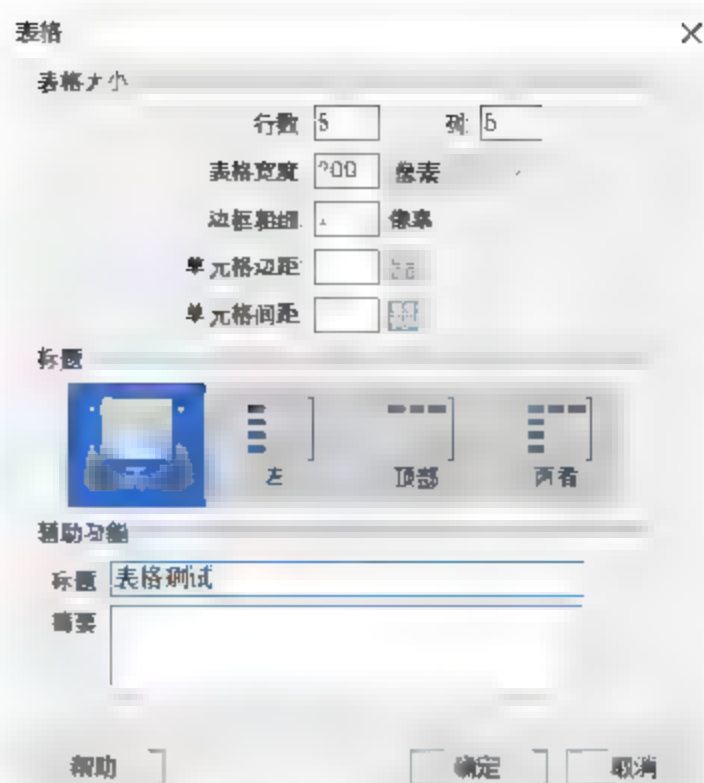 表格
表格大小
行数 5 列: 5
表格宽度 200 像素
边框粗细 像素
单元格边距
单元格间距
标题
无 左 顶部 两者
辅助功能
标题 表格测试
摘要
帮助 确定 取消